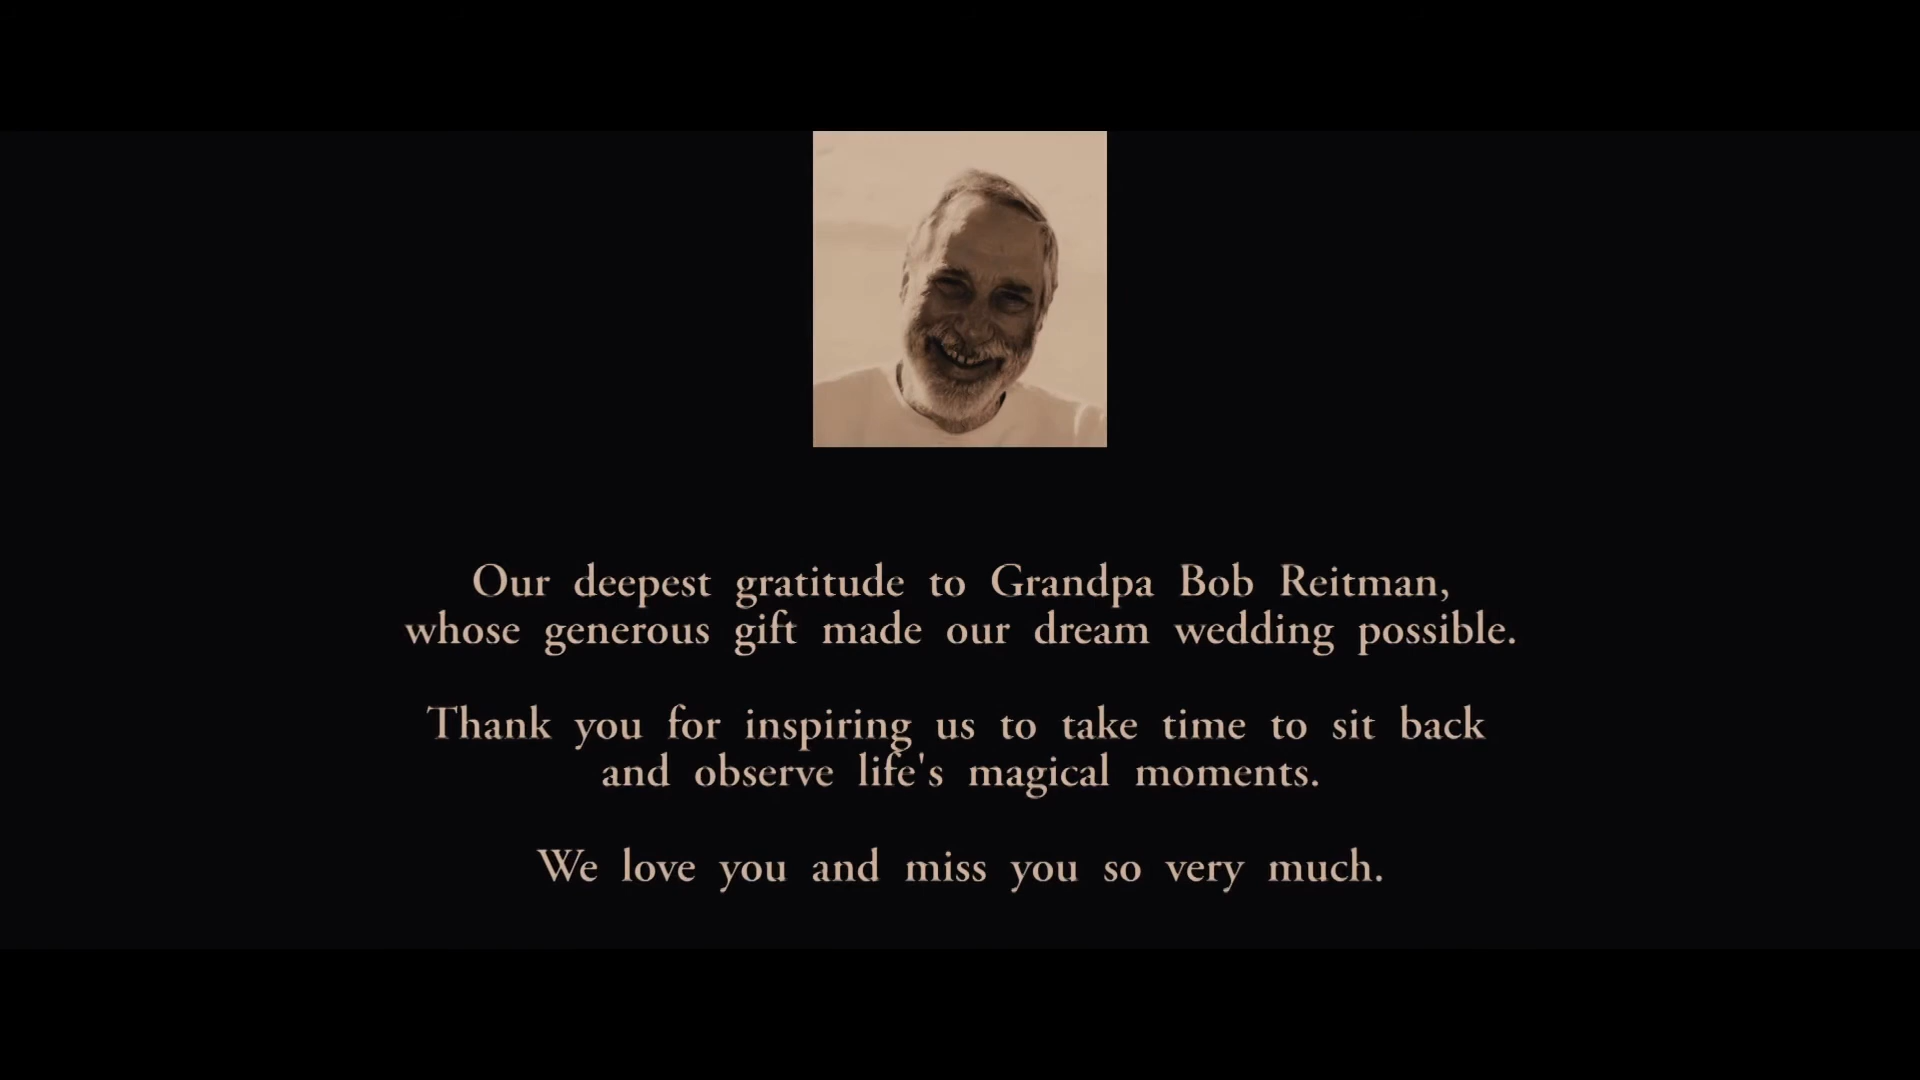 Our deepest gratitude to Grandpa Bob Reitman,
whose generous gift made our dream wedding possible.
Thank you for inspiring us to take time to sit back
and observe life's magical moments.
We love you and miss you so very much.